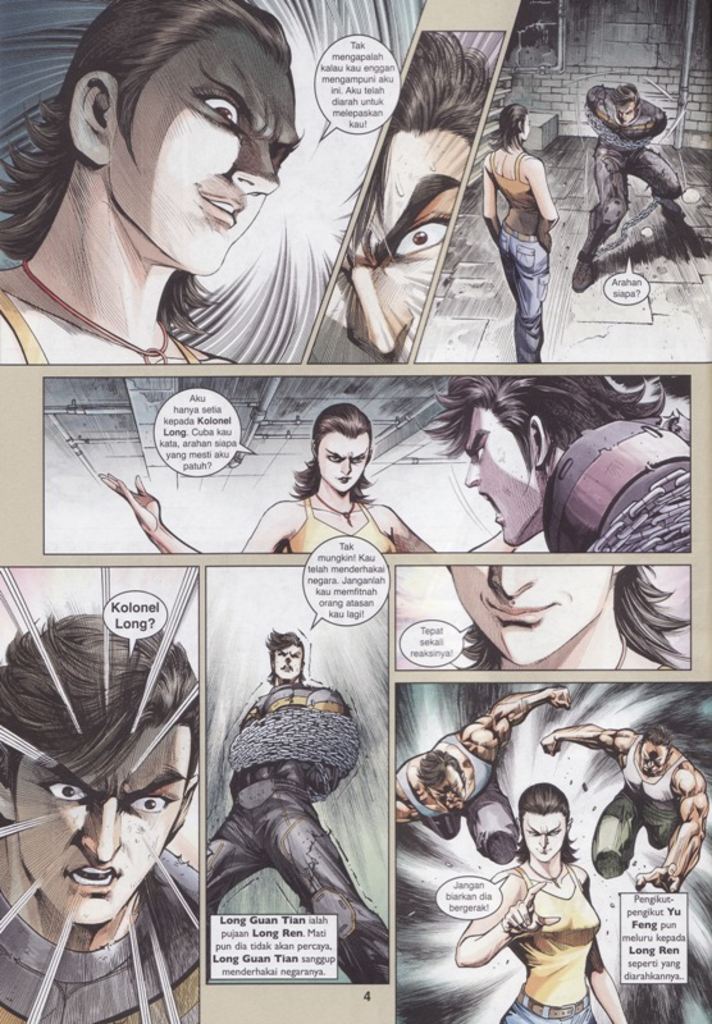 Tak
mengapalah
kalau kau enggan
mengampuni aku
ini. Aku telah
diarah untuk
melepaskan
kau!
Arahan
siapa?
Aku
hanya setia
kepada Kolonel
Long. Cuba kau
kata, arahan siapa
yang mesti aku
patuh?
Kolonel
Long?
Tak
mungkin! Kau
telah menderhakai
negara. Janganlah
kau memfitnah
orang atasan
kau lagi!
Long Guan Tian ialah
pujaan Long Ren. Mati
pun dia tidak akan percaya,
Long Guan Tian sanggup
menderhakai negaranya.
Tepat
sekali
reaksinya!
Jangan
biarkan dia
bergerak!
Pengikut-
pengikut Yu
Feng pun
meluru kepada
Long Ren
seperti yang
diarahkannya..
4